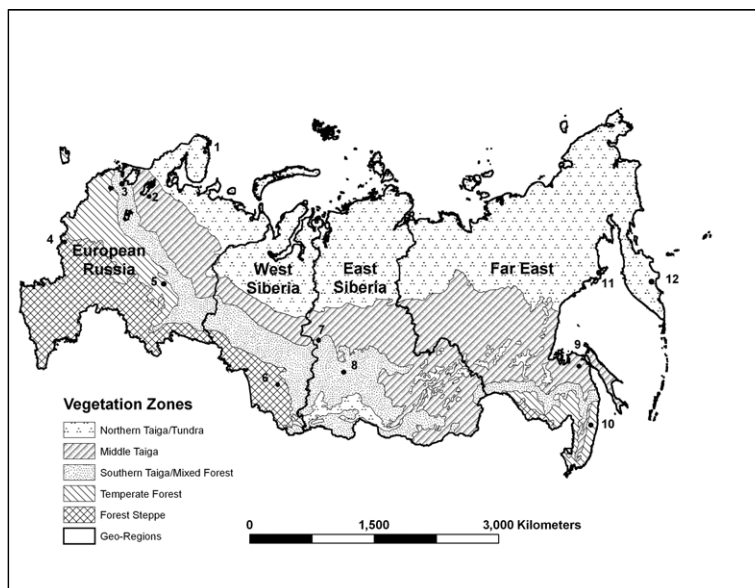 1
2
3
4
European
Russia
5
West
Siberia
East
Siberia
Far East
11
12
7
8
6
9
10
Vegetation Zones
Northern Taiga/Tundra
Middle Taiga
Southern Taiga/Mixed Forest
Temperate Forest
Forest Steppe
Geo-Regions
0 1,500 3,000 Kilometers